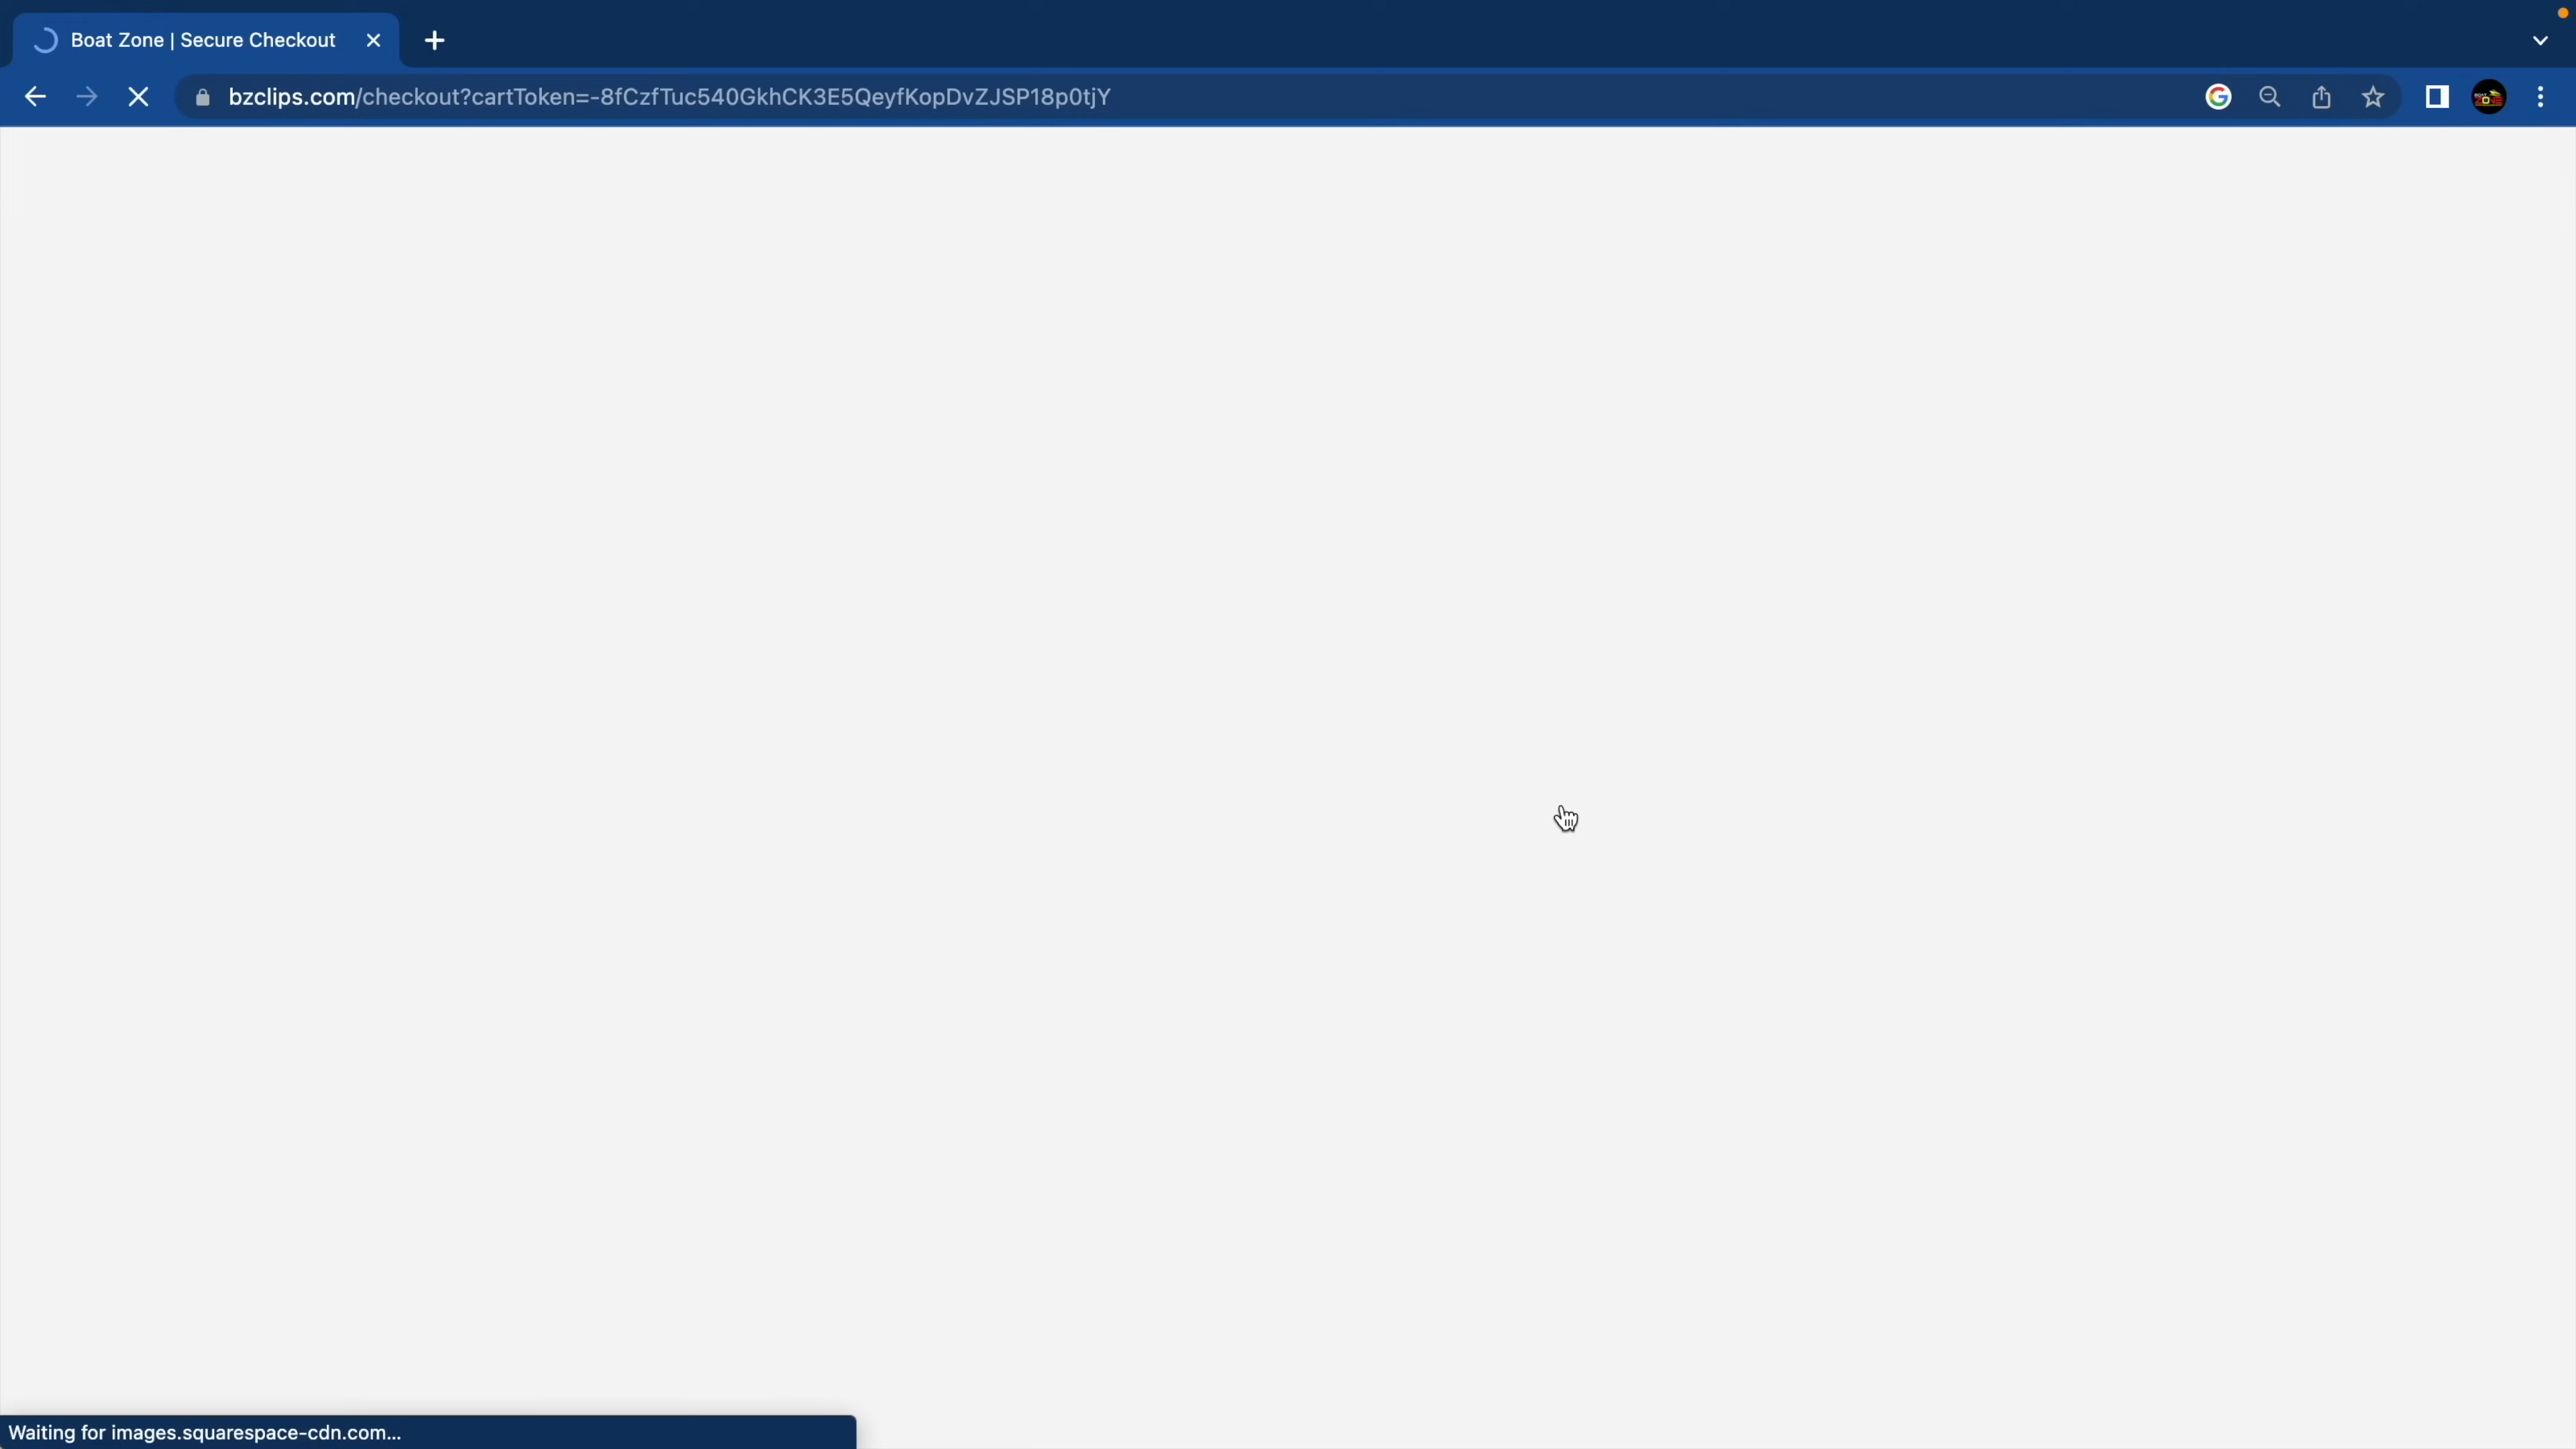 Boat Zone | Secure Checkout
bzclips.com/checkout?cartToken=-8fCzfTuc540GkhCK3E5QeyfKopDvZJSP18p0tjY
Waiting for images.squarespace-cdn.com...